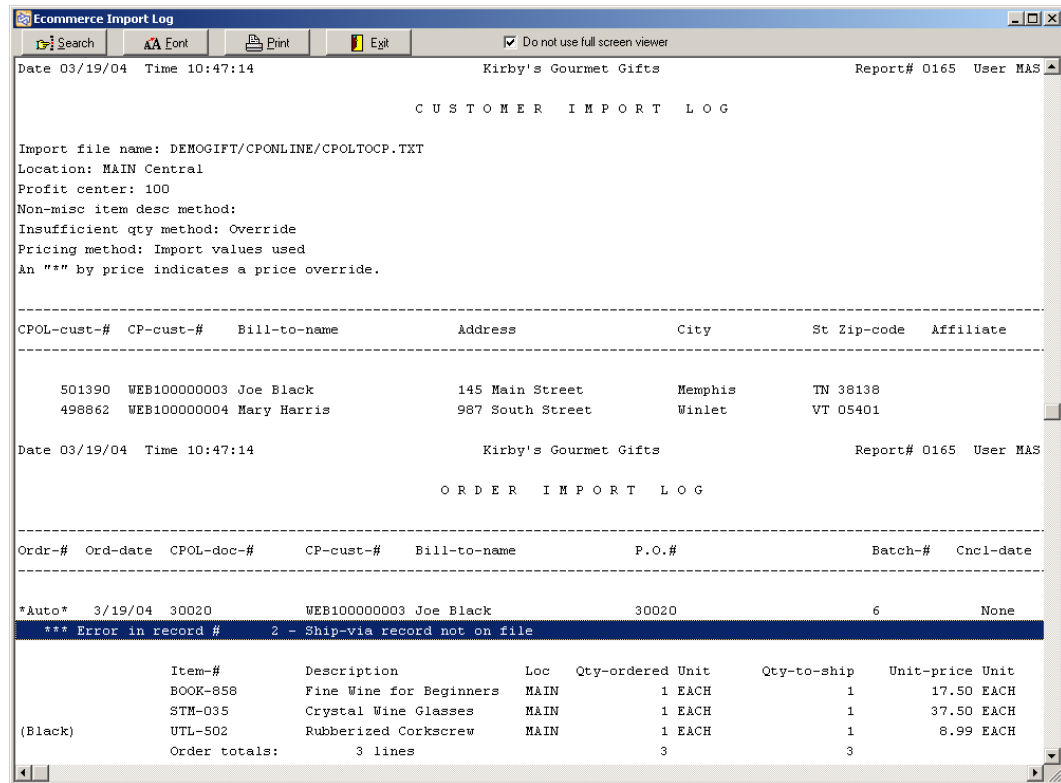 Ecommerce Import Log
Search Font Print Exit Do not use full screen viewer
Date 03/19/04 Time 10:47:14 Kirby's Gourmet Gifts Report# 0165 User MAS
C U S T O M E R I M P O R T L O G
Import file name: DEMOGIFT/CPONLINE/CPOLTOCP.TXT
Location: MAIN Central
Profit center: 100
Non-misc item desc method:
Insufficient qty method: Override
Pricing method: Import values used
An "*" by price indicates a price override.
CPOL-cust-# CP-cust-# Bill-to-name Address City St Zip-code Affiliate
501390 WEB100000003 Joe Black 145 Main Street Memphis TN 38138
498862 WEB100000004 Mary Harris 987 South Street Winlet VT 05401
Date 03/19/04 Time 10:47:14 Kirby's Gourmet Gifts Report# 0165 User MAS
O R D E R I M P O R T L O G
Ordr-# Ord-date CPOL-doc-# CP-cust-# Bill-to-name P.O.# Batch-# Cncl-date
*Auto* 3/19/04 30020 WEB100000003 Joe Black 30020 6 None
*** Error in record # 2 - Ship-via record not on file
Item-# Description Loc Qty-ordered Unit Qty-to-ship Unit-price Unit
BOOK-858 Fine Wine for Beginners MAIN 1 EACH 1 17.50 EACH
STM-035 Crystal Wine Glasses MAIN 1 EACH 1 37.50 EACH
(Black) UTL-502 Rubberized Corkscrew MAIN 1 EACH 1 8.99 EACH
Order totals: 3 lines 3 3